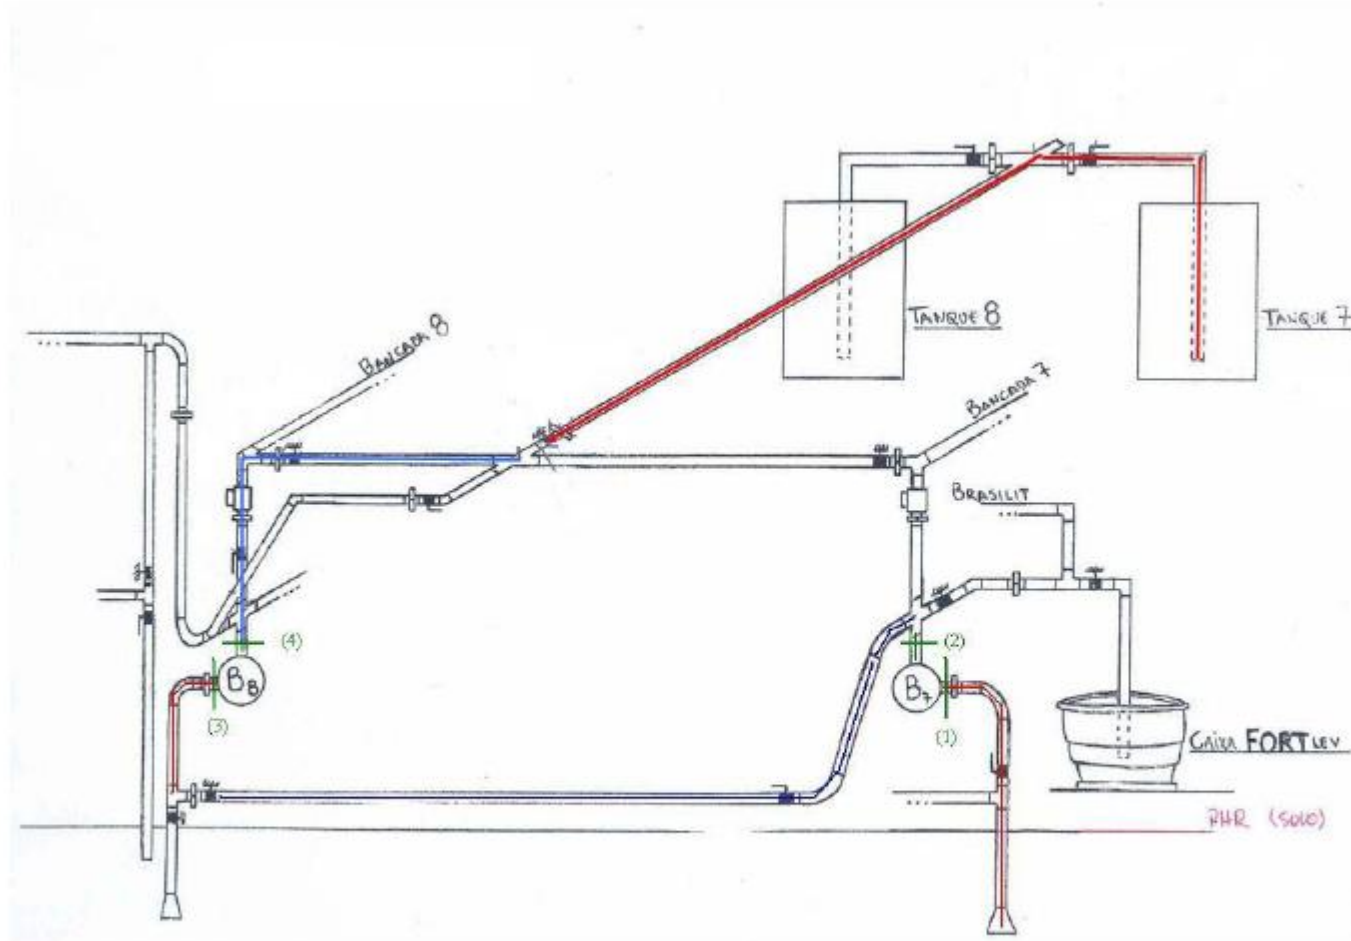 TANQUE 8
TANQUE 7
BANCADA 8
BANCADA 7
BRASILIT
(4)
(2)
B8
B7
(3)
(1)
CAIXA FORTLEV
PHR (SOLO)